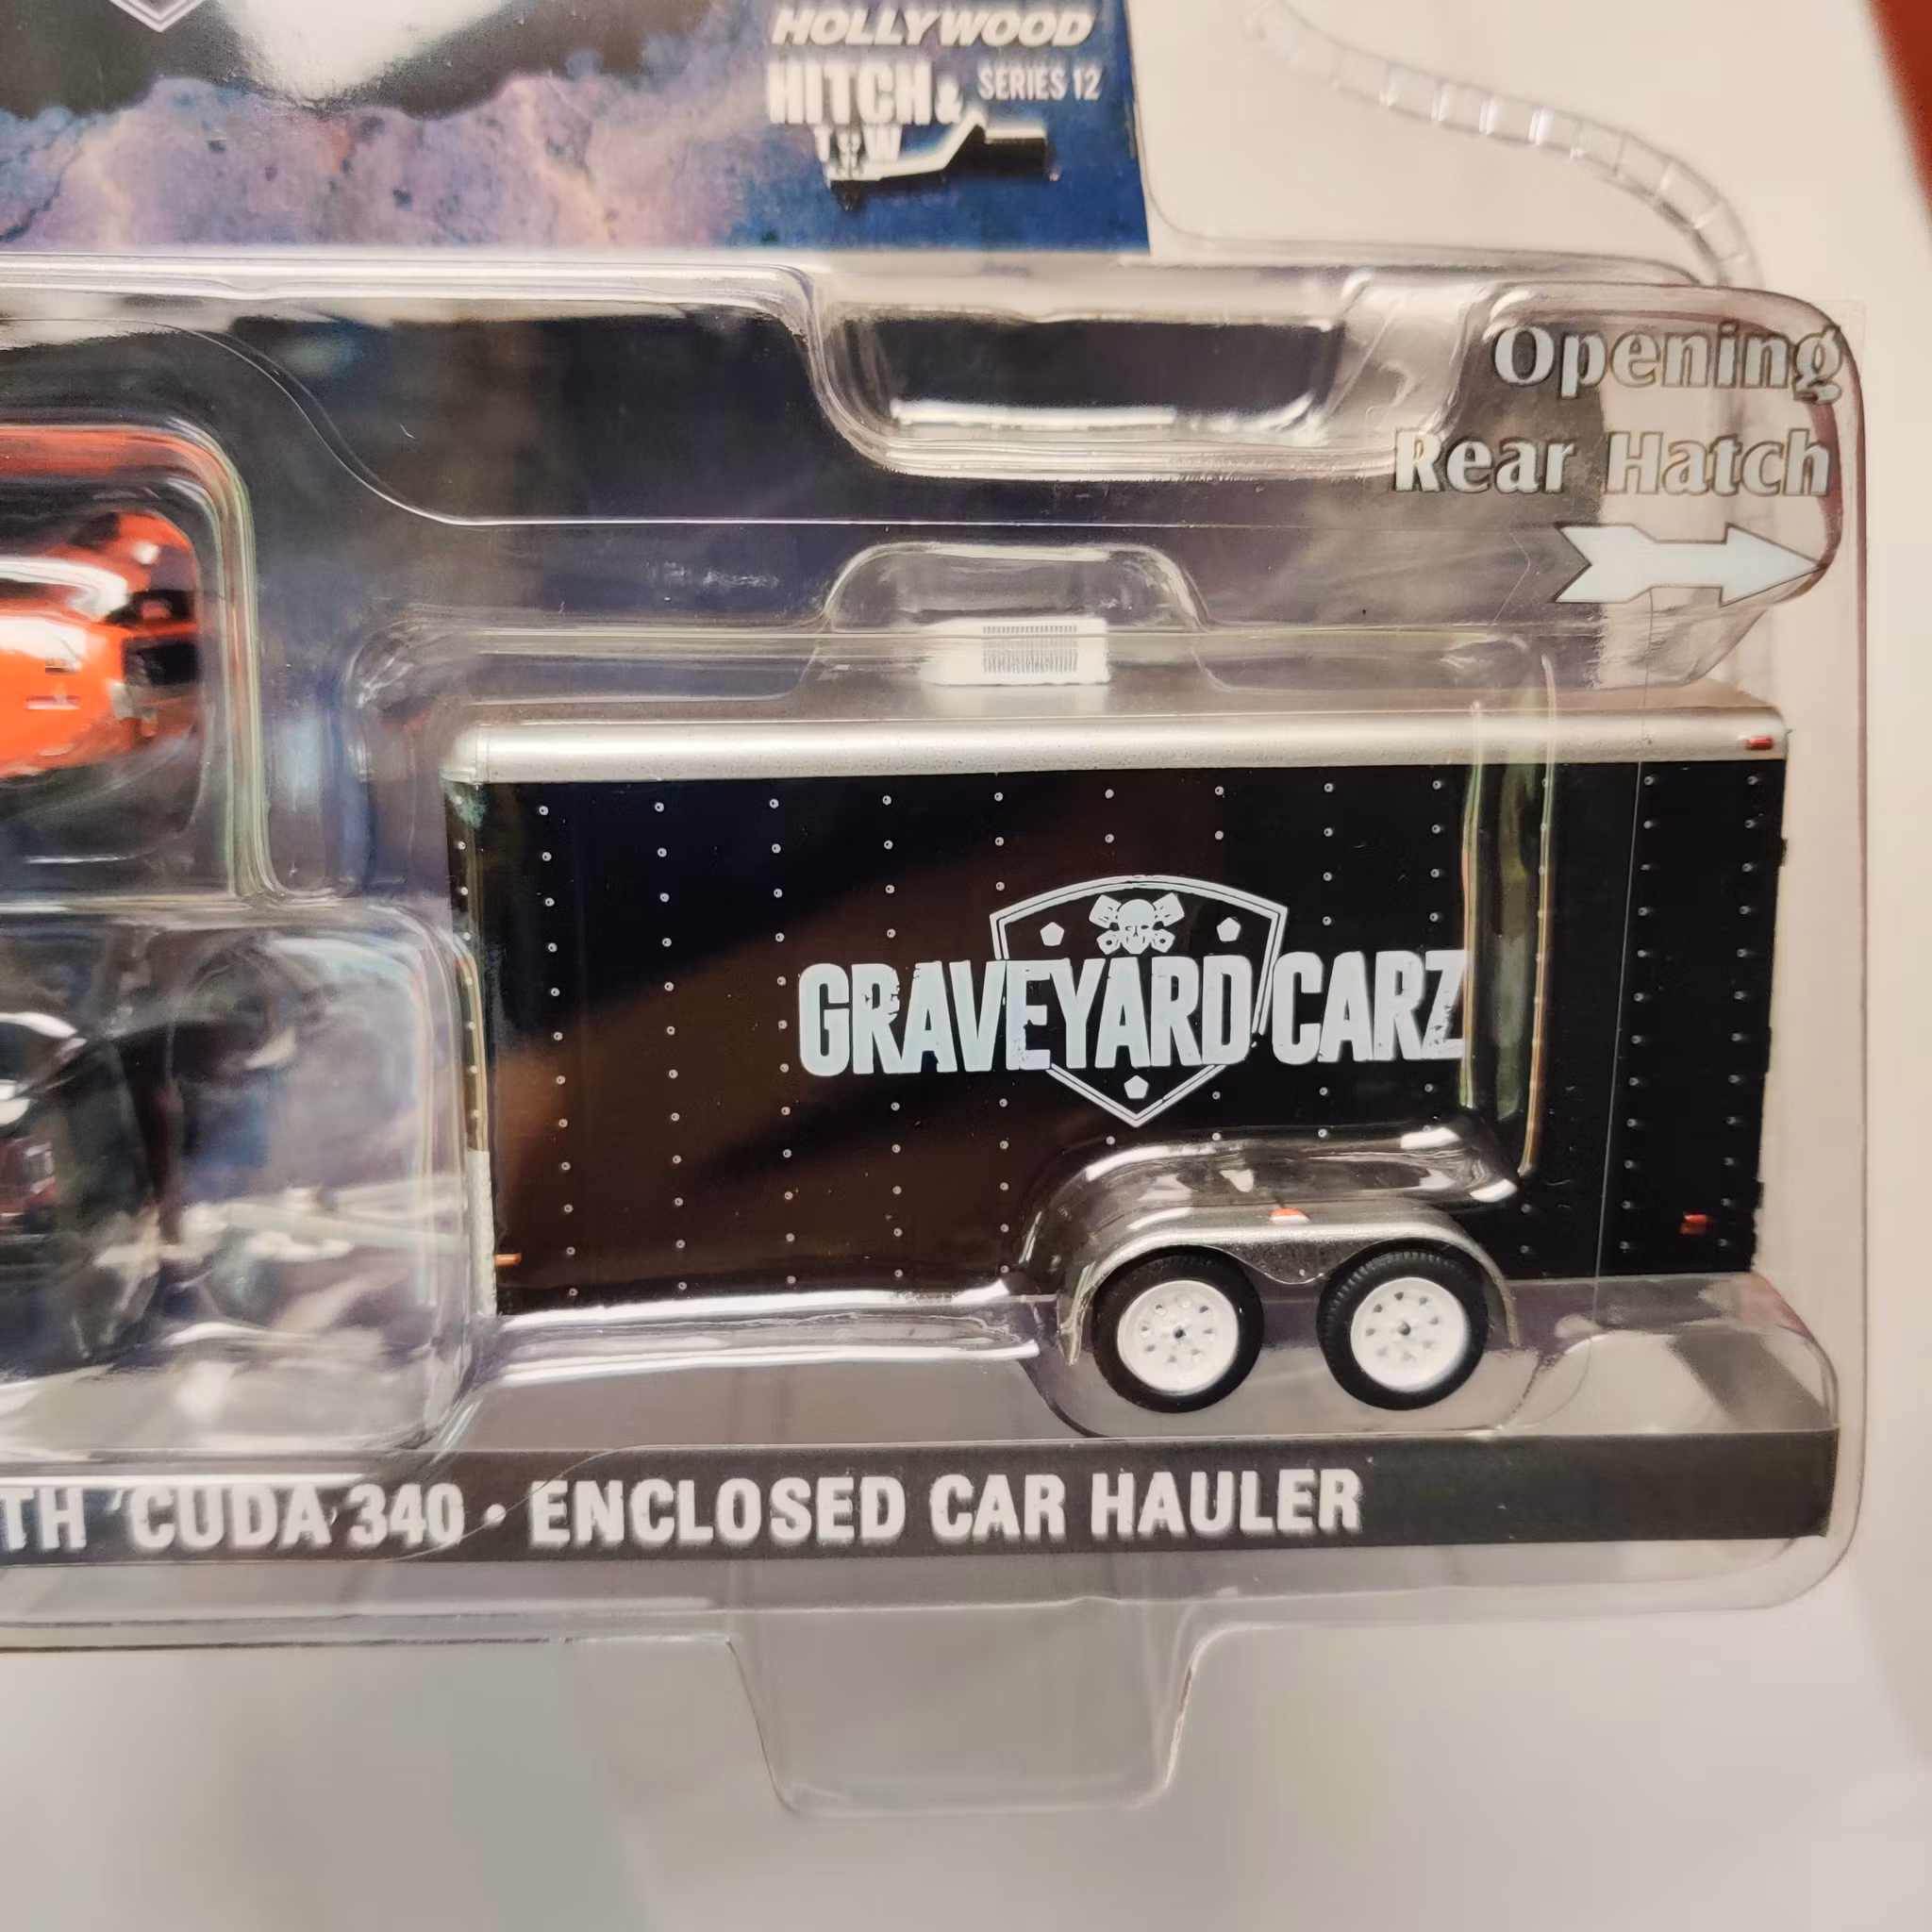 HOLLYWOOD
HITCH & SERIES 12
TOW
Opening
Rear Hatch
GRAVEYARD CARZ
TH 'CUDA 340 • ENCLOSED CAR HAULER